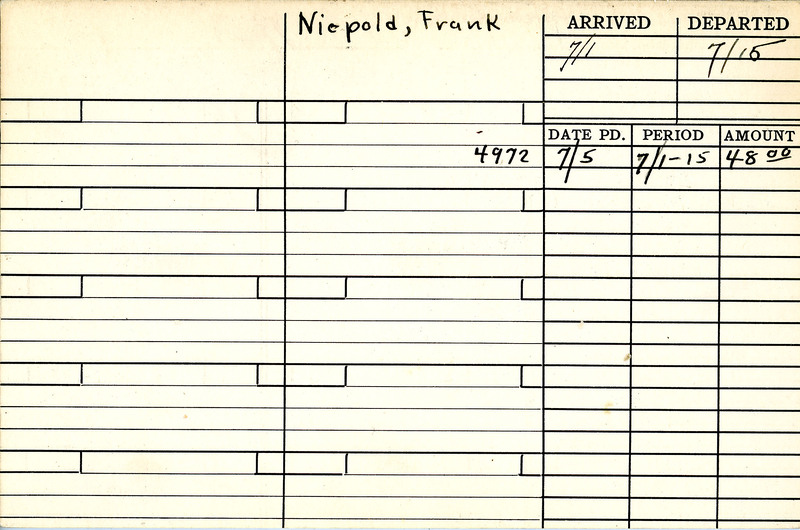 Niepold, Frank
ARRIVED DEPARTED
7/1 7/15
DATE PD. PERIOD AMOUNT
4972 7/5 7/1-15 48 00